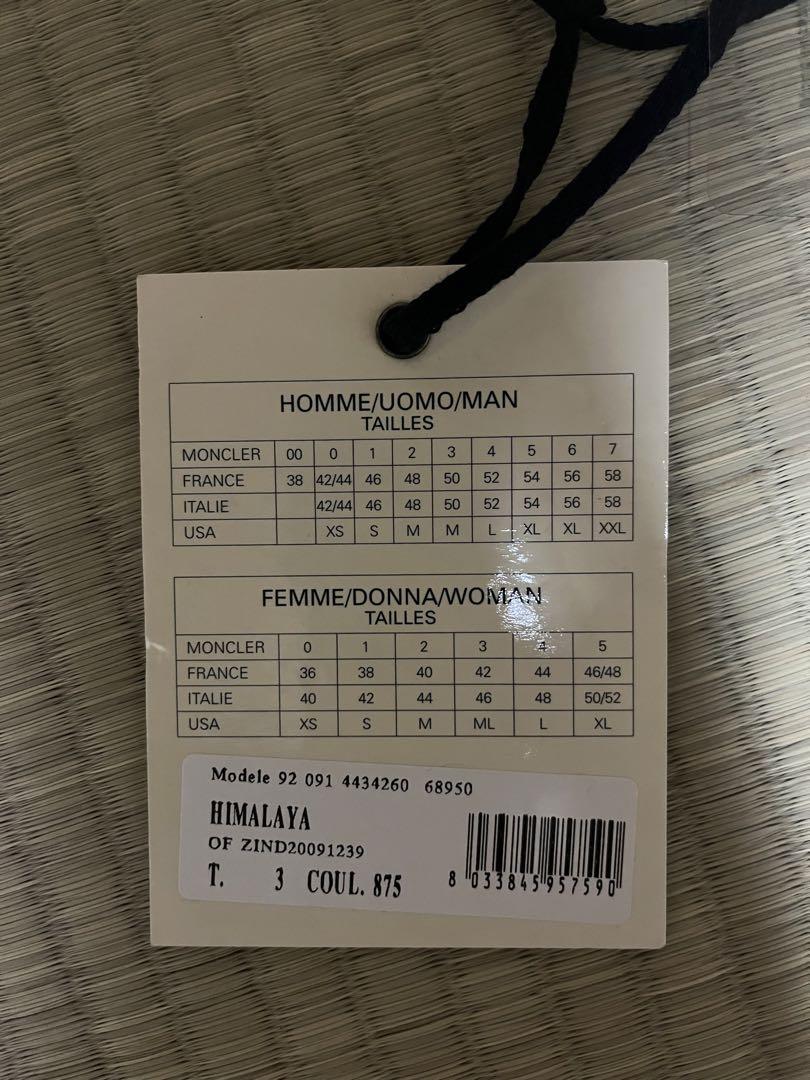 HOMME/UOMO/MAN
TAILLES
MONCLER 00 0 1 2 3 4 5 6 7
FRANCE 38 42/44 46 48 50 52 54 56 58
ITALIE 42/44 46 48 50 52 54 56 58
USA XS S M M L XL XL XXL
FEMME/DONNA/WOMAN
TAILLES
MONCLER 0 1 2 3 4 5
FRANCE 36 38 40 42 44 46/48
ITALIE 40 42 44 46 48 50/52
USA XS S M ML L XL
Modele 92 091 4434260 68950
HIMALAYA
OF ZIND20091239
T. 3 COUL. 875
8 033845 957590